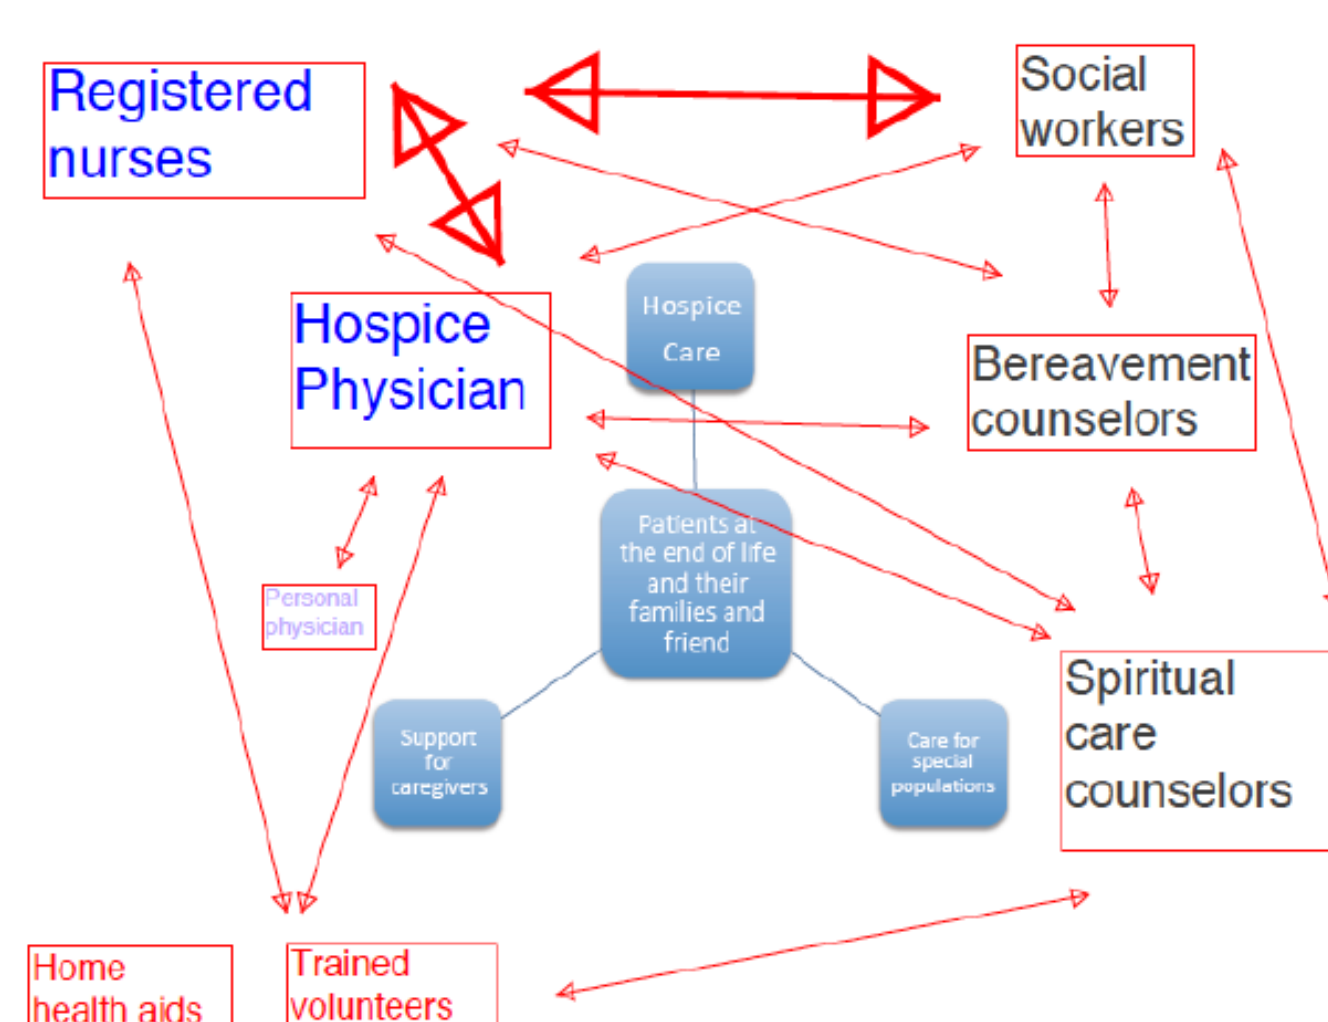 Registered
nurses
Social
workers
Hospice
Physician
Hospice
Care
Bereavement
counselors
Patients at
the end of life
and their
families and
friend
Personal
physician
Spiritual
care
counselors
Support
for
caregivers
Care for
special
populations
Home
health aids
Trained
volunteers